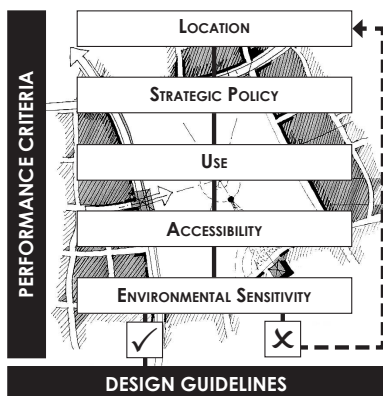 PERFORMANCE CRITERIA
LOCATION
STRATEGIC POLICY
USE
ACCESSIBILITY
ENVIRONMENTAL SENSITIVITY
DESIGN GUIDELINES